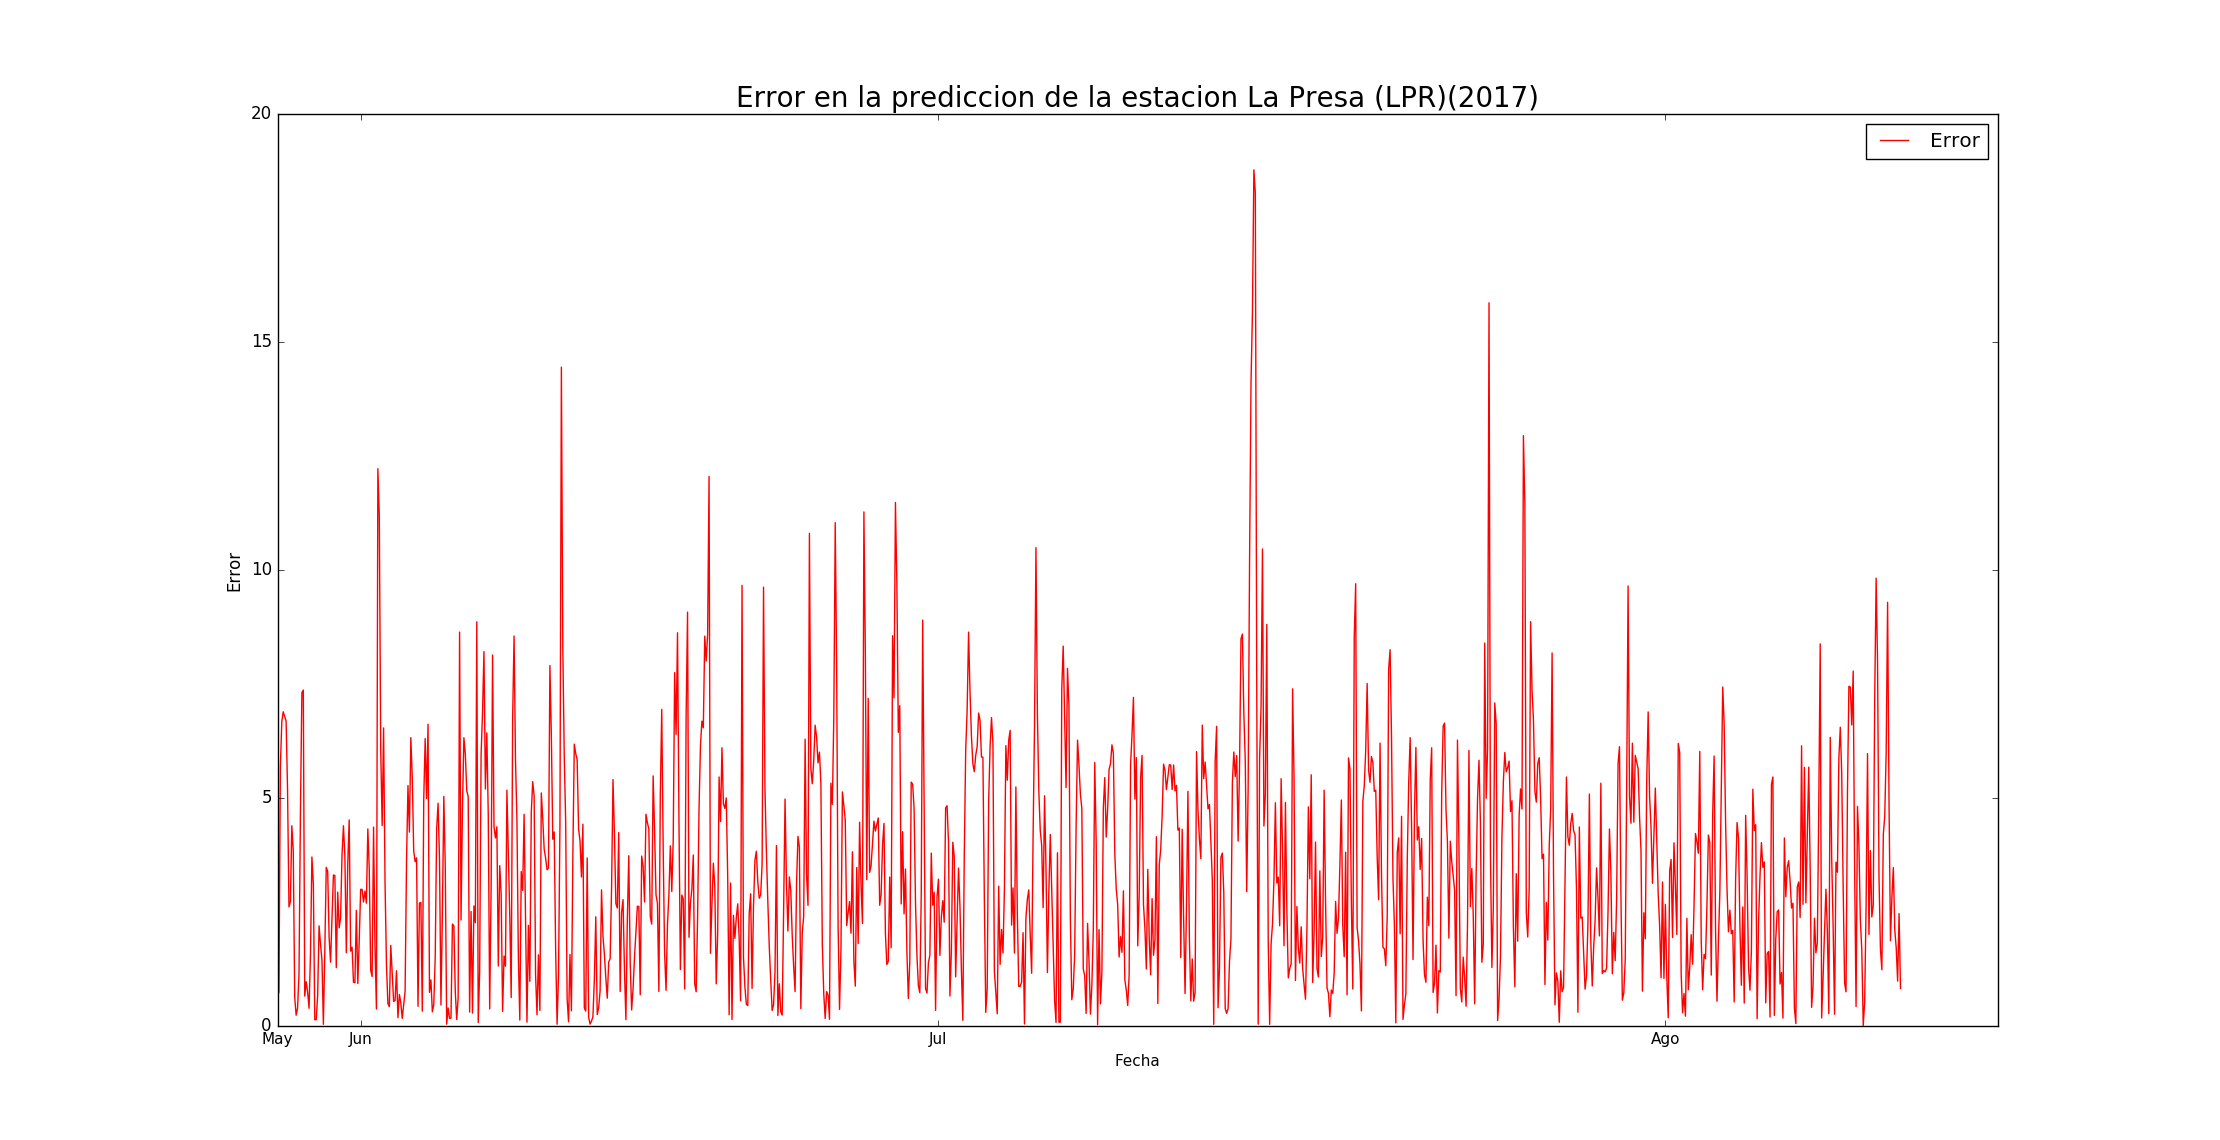 Error en la prediccion de la estacion La Presa (LPR)(2017)
Error
20
15
10
5
0
Error
May Jun Jul Ago
Fecha